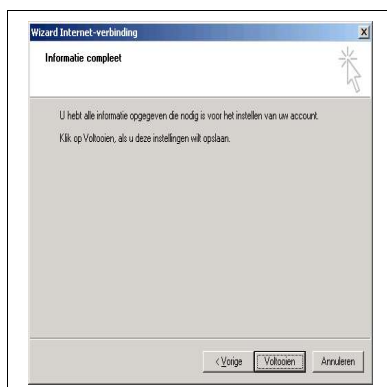 Wizard Internet-verbinding
Informatie compleet
U hebt alle informatie opgegeven die nodig is voor het instellen van uw account.
Klik op Voltooien, als u deze instellingen wilt opslaan.
< Vorige
Voltooien
Annuleren